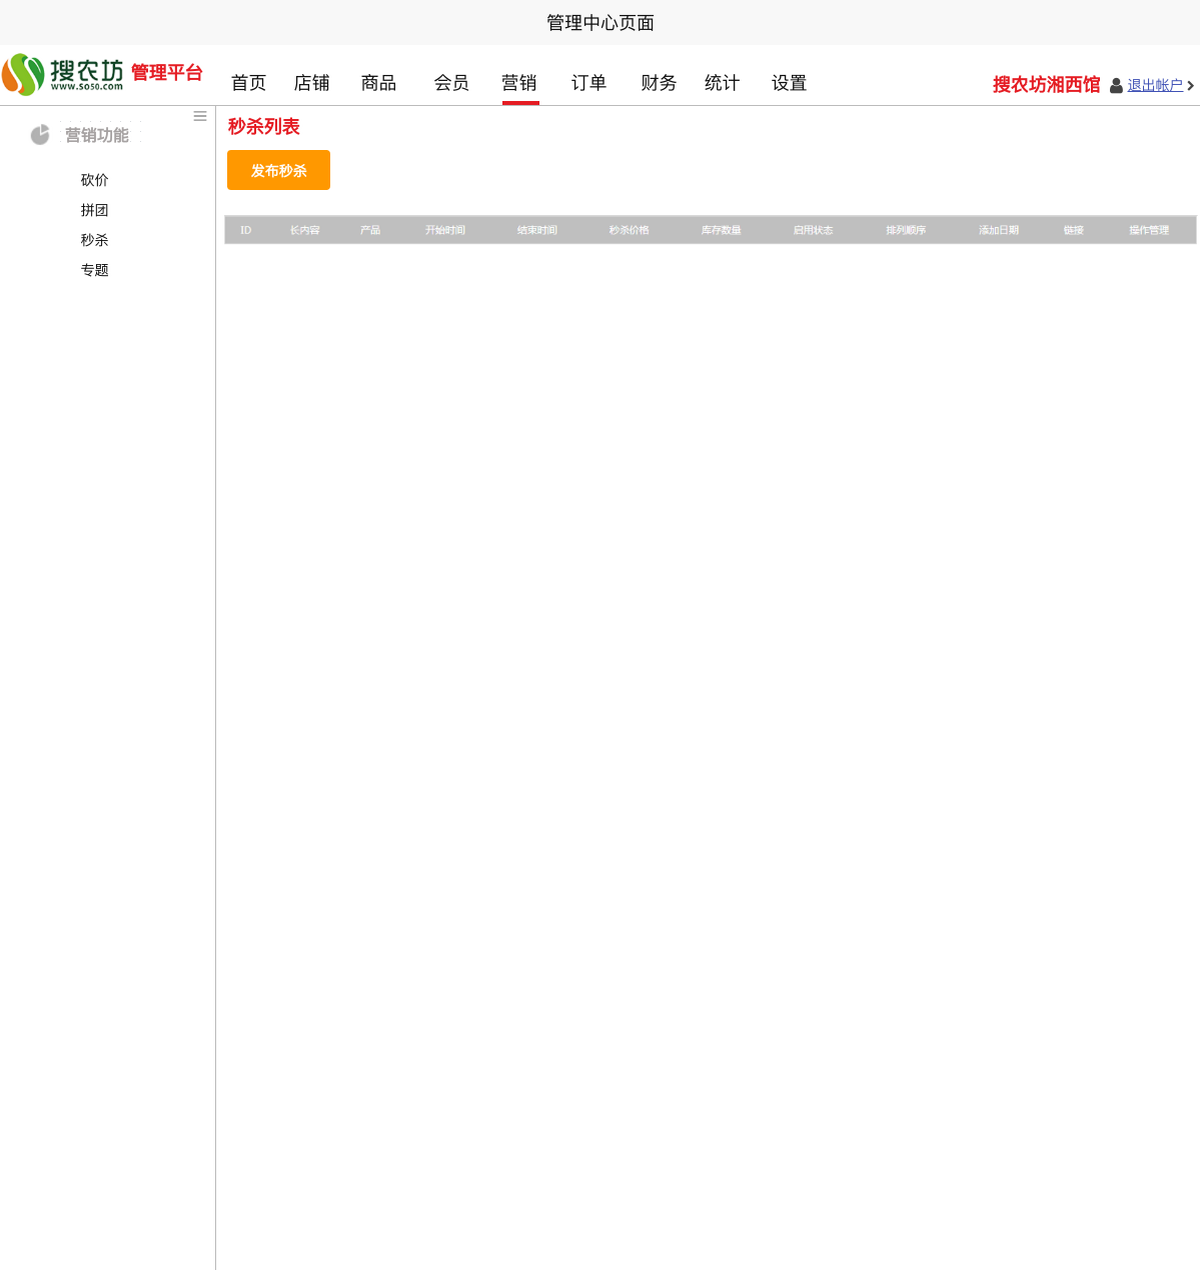 管理中心页面
搜农坊 管理平台
www.so5o.com
首页 店铺 商品 会员 营销 订单 财务 统计 设置
搜农坊湘西馆 退出帐户
营销功能
砍价
拼团
秒杀
专题
秒杀列表
发布秒杀
ID 长内容 产品 开始时间 结束时间 秒杀价格 库存数量 启用状态 排列顺序 添加日期 链接 操作管理